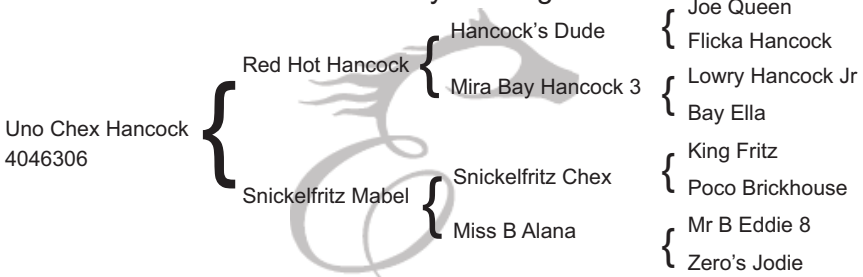 Joe Queen
Hancock's Dude
Flicka Hancock
Red Hot Hancock
Lowry Hancock Jr
Mira Bay Hancock 3
Bay Ella
Uno Chex Hancock
4046306
King Fritz
Snickelfritz Chex
Poco Brickhouse
Snickelfritz Mabel
Mr B Eddie 8
Miss B Alana
Zero's Jodie